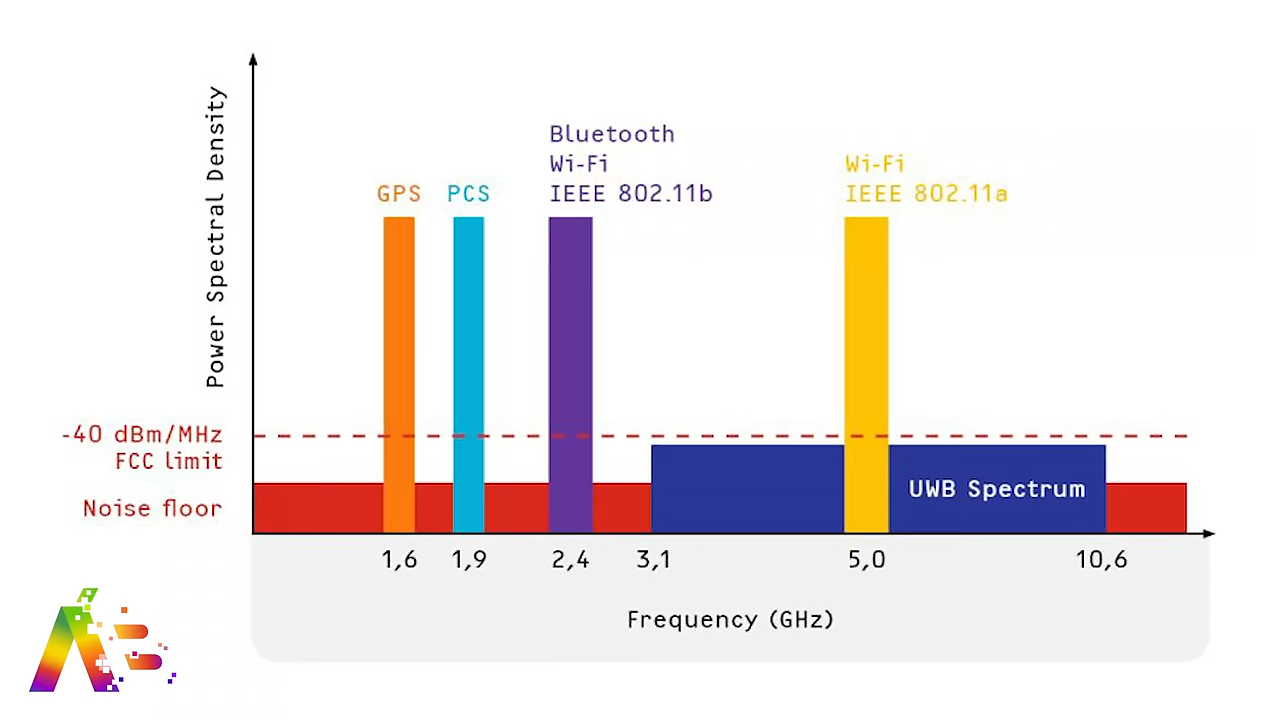 Power Spectral Density
Bluetooth
Wi-Fi
IEEE 802.11b
Wi-Fi
IEEE 802.11a
GPS
PCS
-40 dBm/MHz
FCC limit
Noise floor
UWB Spectrum
1,6
1,9
2,4
3,1
5,0
10,6
Frequency (GHz)